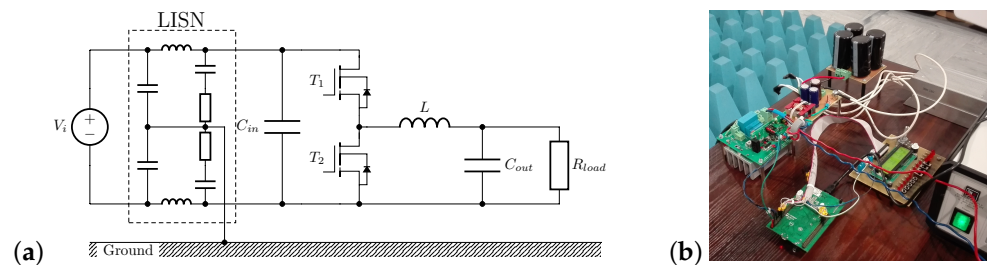 LISN
V_i
T_1
C_in
T_2
L
C_out
R_load
Ground
(a)
(b)